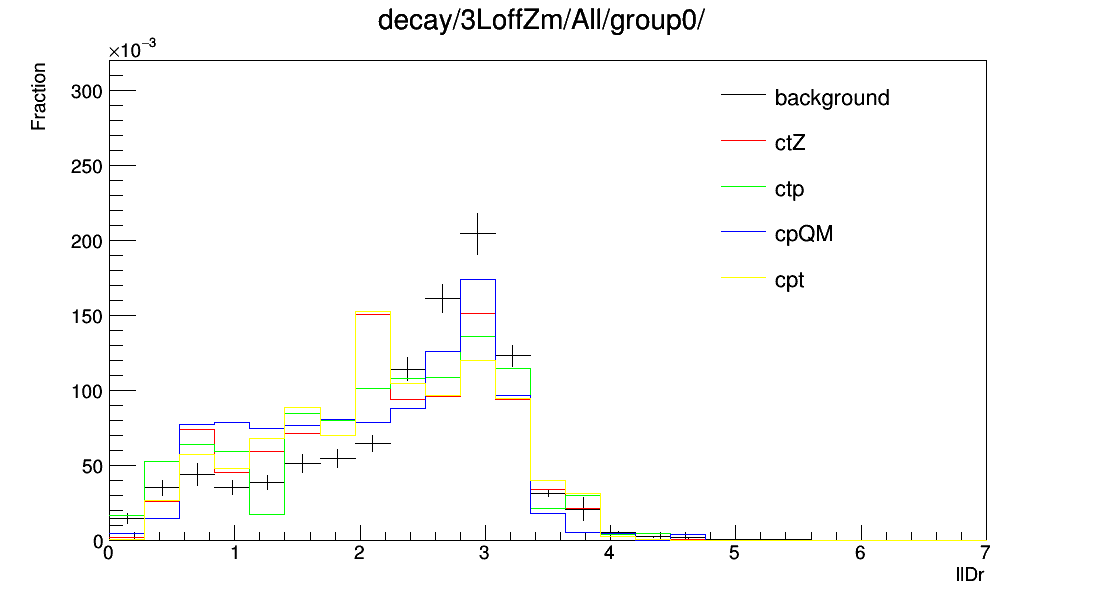 decay/3LoffZm/All/group0/
×10⁻³
Fraction
300
250
200
150
100
50
0
background
ctZ
ctp
cpQM
cpt
0 1 2 3 4 5 6 7
llDr